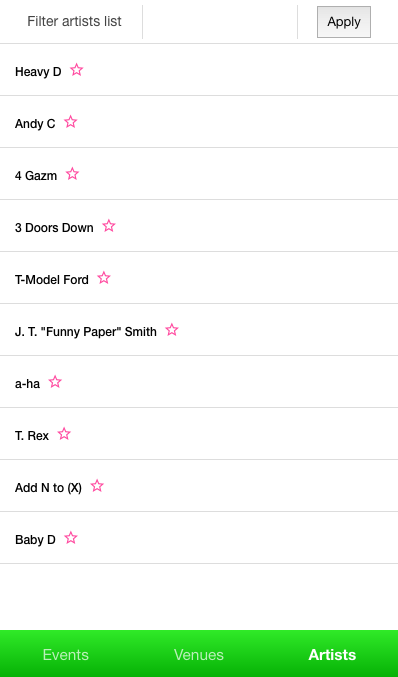 Filter artists list Apply
Heavy D
Andy C
4 Gazm
3 Doors Down
T-Model Ford
J. T. "Funny Paper" Smith
a-ha
T. Rex
Add N to (X)
Baby D
Events Venues Artists